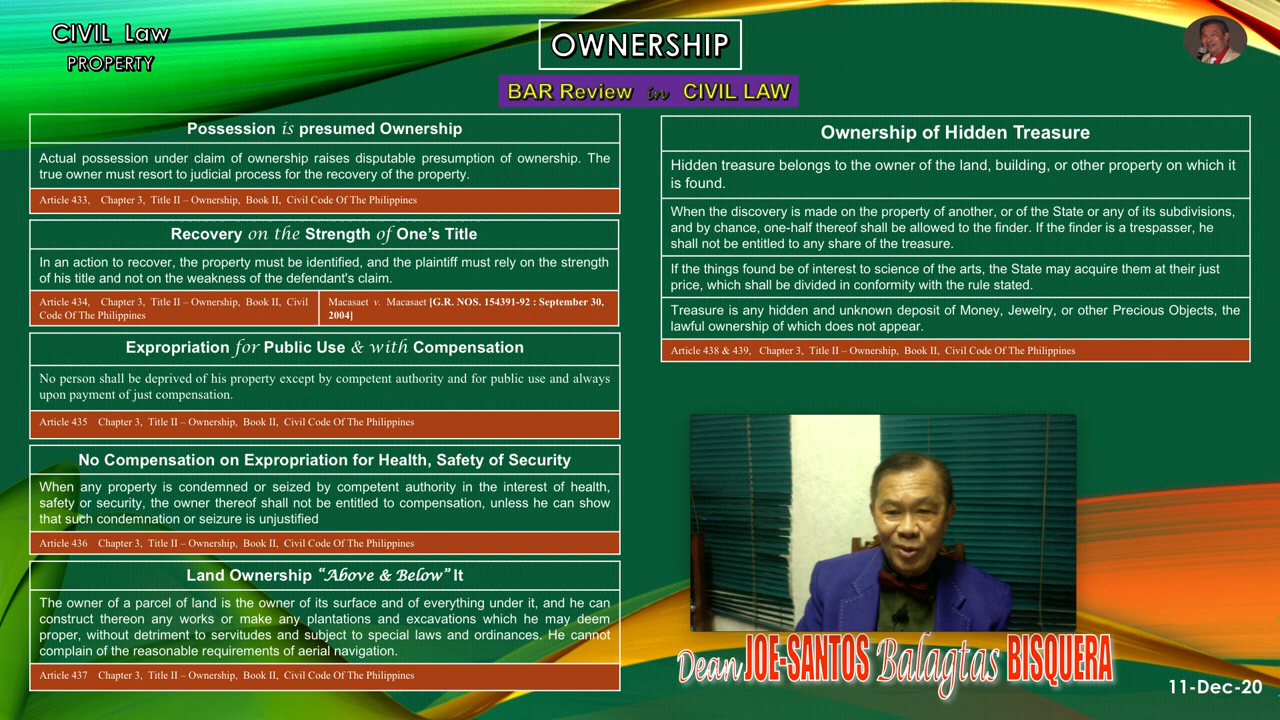 CIVIL Law
PROPERTY
OWNERSHIP
BAR Review in CIVIL LAW
Possession is presumed Ownership
Actual possession under claim of ownership raises disputable presumption of ownership. The
true owner must resort to judicial process for the recovery of the property.
Article 433, Chapter 3, Title II – Ownership, Book II, Civil Code Of The Philippines
Recovery on the Strength of One's Title
In an action to recover, the property must be identified, and the plaintiff must rely on the strength
of his title and not on the weakness of the defendant's claim.
Article 434, Chapter 3, Title II – Ownership, Book II, Civil
Code Of The Philippines
Macasaet v. Macasaet [G.R. NOS. 154391-92 : September 30,
2004]
Expropriation for Public Use & with Compensation
No person shall be deprived of his property except by competent authority and for public use and always
upon payment of just compensation.
Article 435 Chapter 3, Title II – Ownership, Book II, Civil Code Of The Philippines
No Compensation on Expropriation for Health, Safety of Security
When any property is condemned or seized by competent authority in the interest of health,
safety or security, the owner thereof shall not be entitled to compensation, unless he can show
that such condemnation or seizure is unjustified
Article 436 Chapter 3, Title II – Ownership, Book II, Civil Code Of The Philippines
Land Ownership "Above & Below" It
The owner of a parcel of land is the owner of its surface and of everything under it, and he can
construct thereon any works or make any plantations and excavations which he may deem
proper, without detriment to servitudes and subject to special laws and ordinances. He cannot
complain of the reasonable requirements of aerial navigation.
Article 437 Chapter 3, Title II – Ownership, Book II, Civil Code Of The Philippines
Ownership of Hidden Treasure
Hidden treasure belongs to the owner of the land, building, or other property on which it
is found.
When the discovery is made on the property of another, or of the State or any of its subdivisions,
and by chance, one-half thereof shall be allowed to the finder. If the finder is a trespasser, he
shall not be entitled to any share of the treasure.
If the things found be of interest to science of the arts, the State may acquire them at their just
price, which shall be divided in conformity with the rule stated.
Treasure is any hidden and unknown deposit of Money, Jewelry, or other Precious Objects, the
lawful ownership of which does not appear.
Article 438 & 439, Chapter 3, Title II – Ownership, Book II, Civil Code Of The Philippines
Dean JOE-SANTOS Balagtas BISQUERA
11-Dec-20